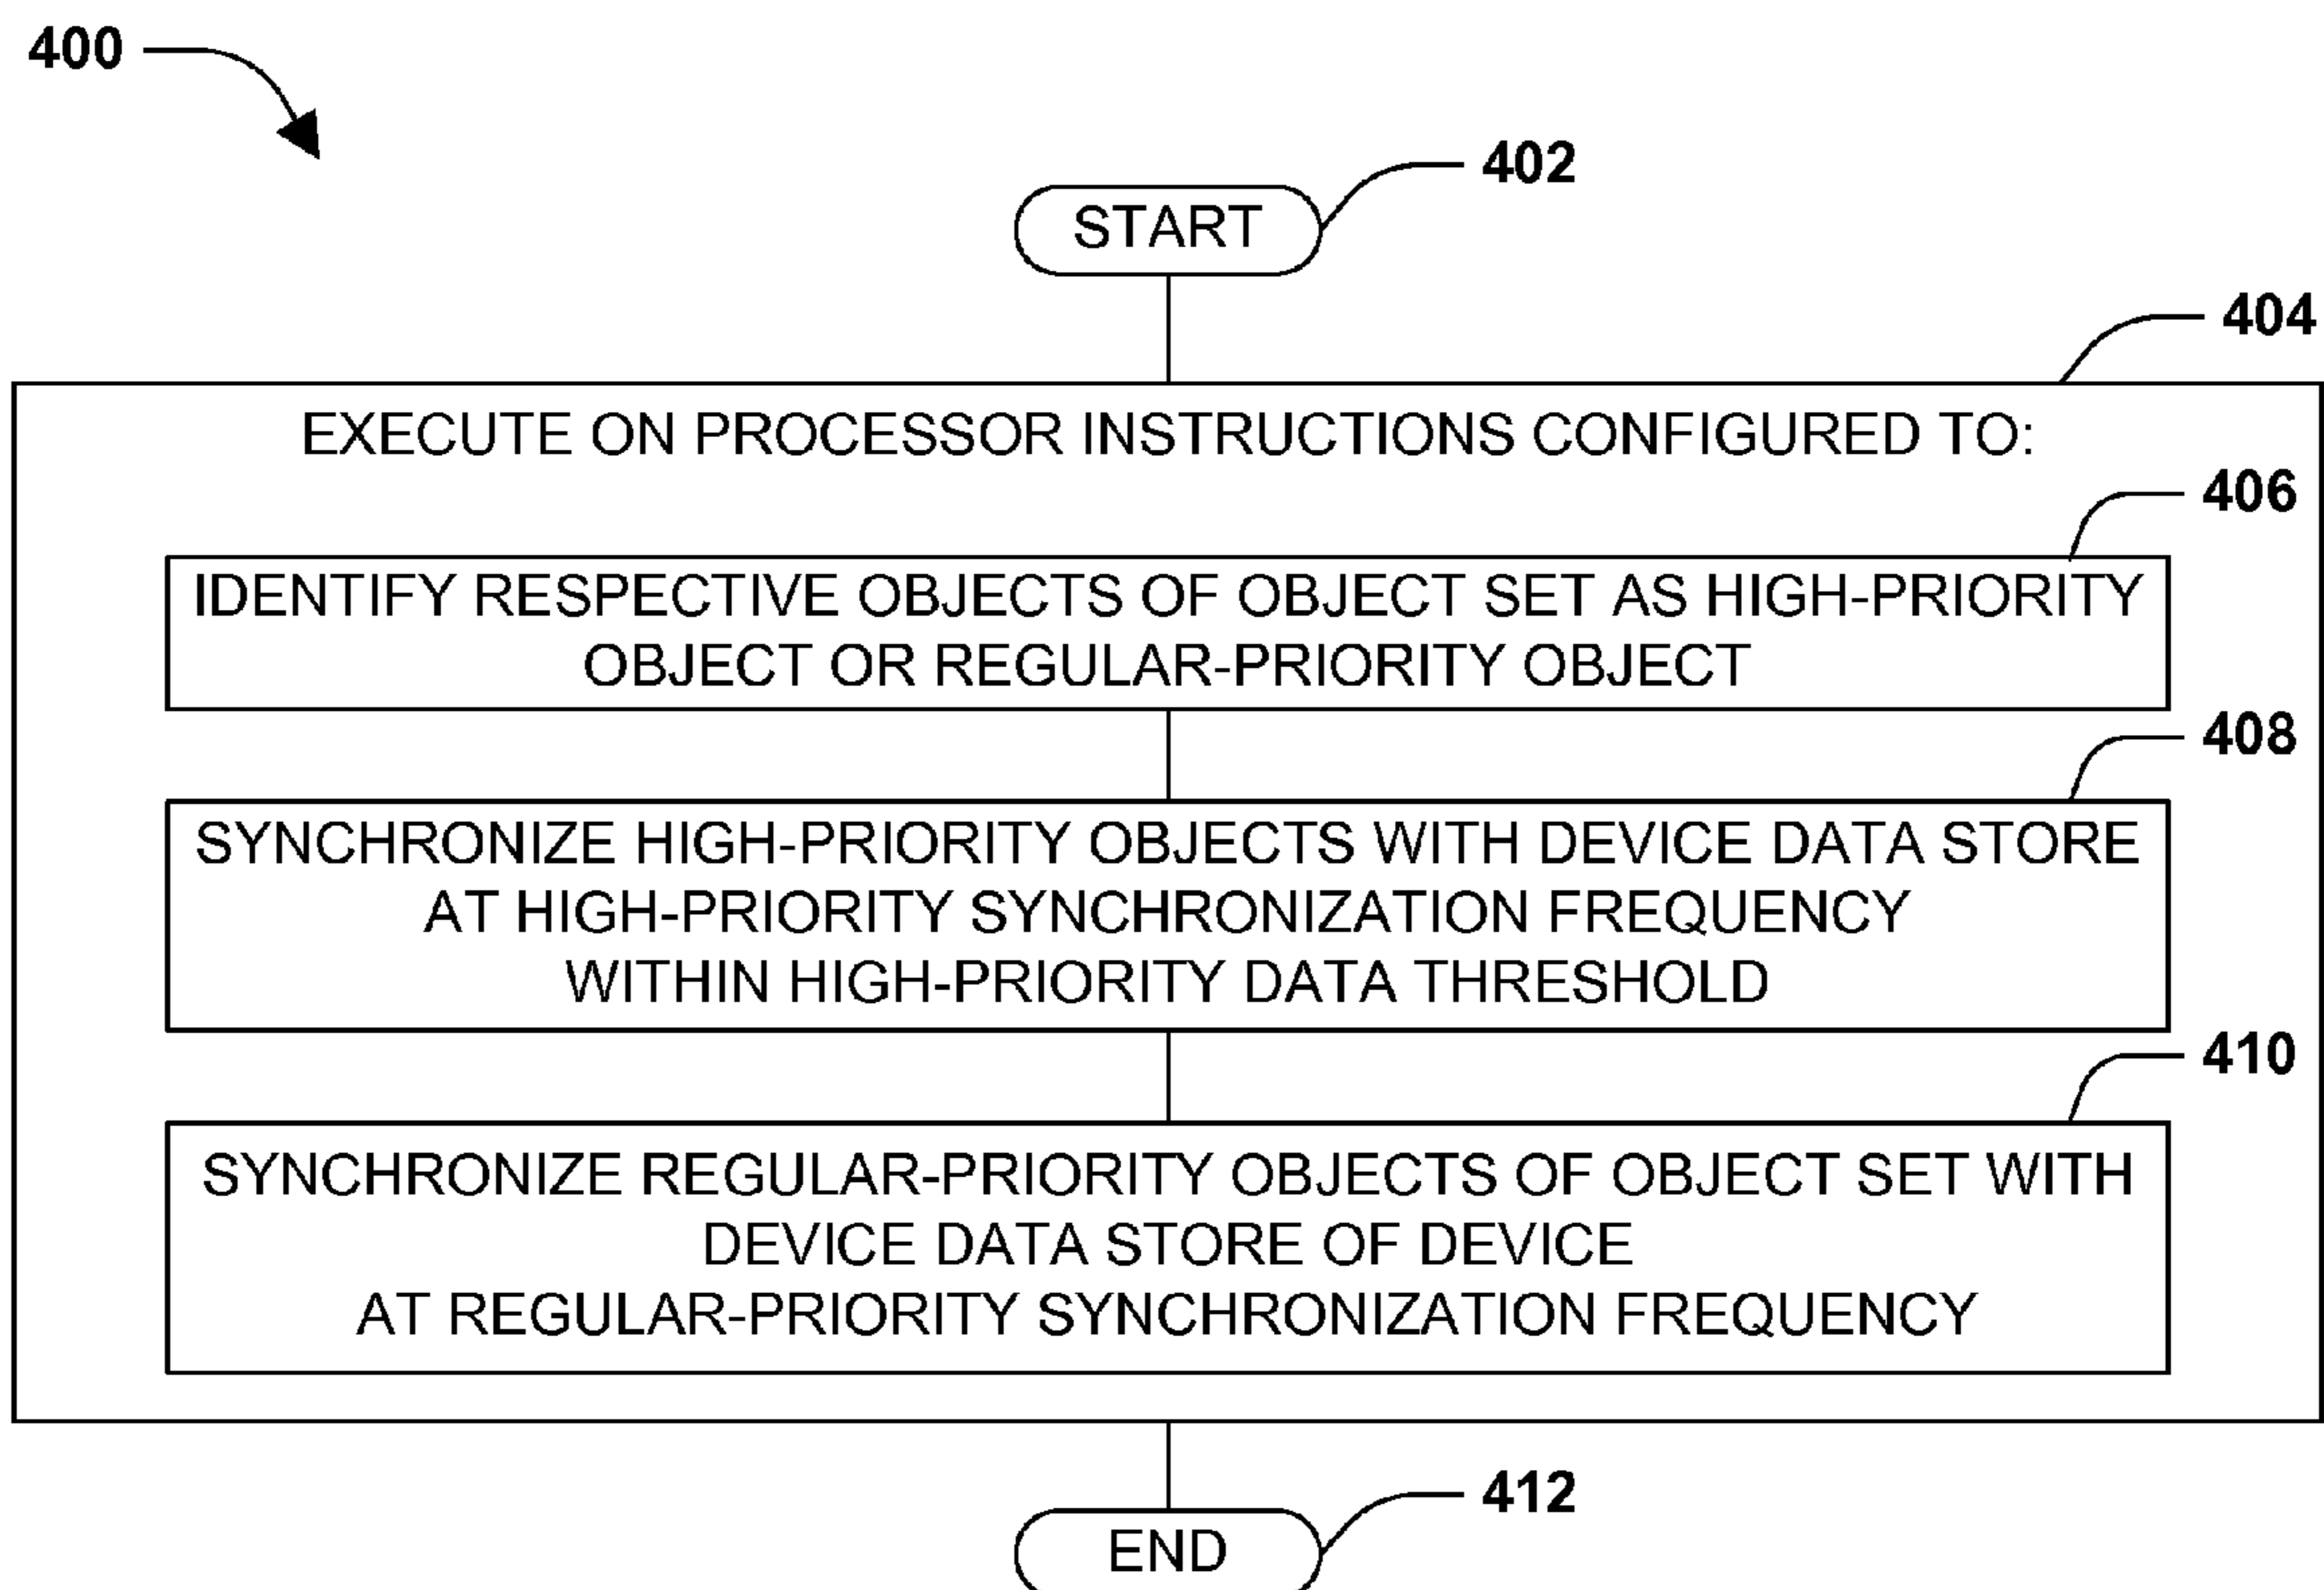 400
402
START
404
EXECUTE ON PROCESSOR INSTRUCTIONS CONFIGURED TO:
406
IDENTIFY RESPECTIVE OBJECTS OF OBJECT SET AS HIGH-PRIORITY
OBJECT OR REGULAR-PRIORITY OBJECT
408
SYNCHRONIZE HIGH-PRIORITY OBJECTS WITH DEVICE DATA STORE
AT HIGH-PRIORITY SYNCHRONIZATION FREQUENCY
WITHIN HIGH-PRIORITY DATA THRESHOLD
410
SYNCHRONIZE REGULAR-PRIORITY OBJECTS OF OBJECT SET WITH
DEVICE DATA STORE OF DEVICE
AT REGULAR-PRIORITY SYNCHRONIZATION FREQUENCY
412
END